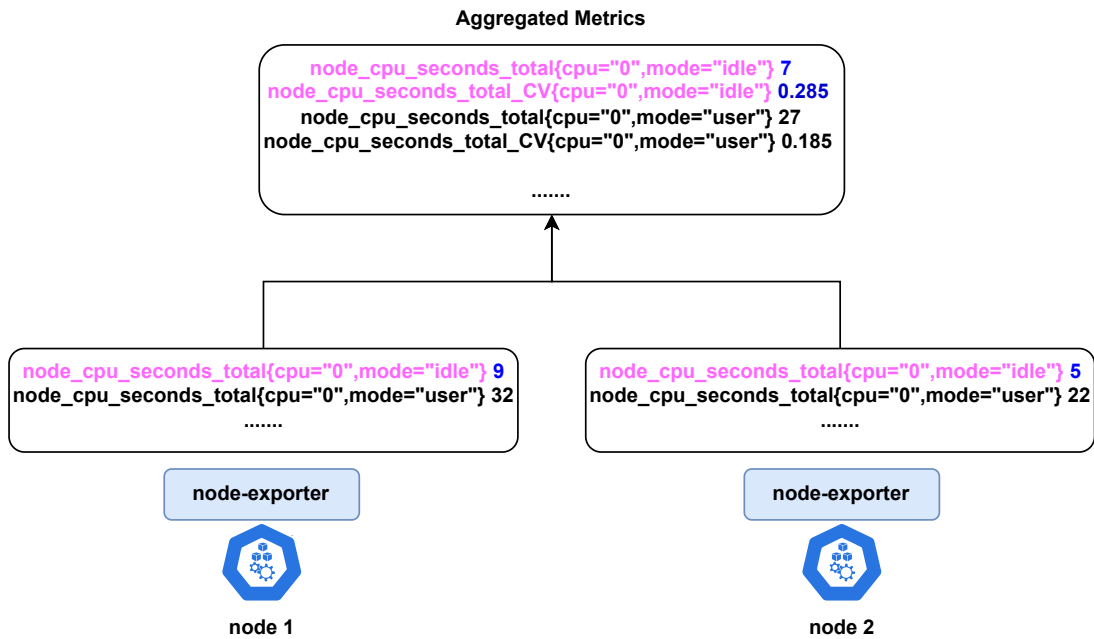 Aggregated Metrics
node_cpu_seconds_total{cpu="0",mode="idle"} 7
node_cpu_seconds_total_CV{cpu="0",mode="idle"} 0.285
node_cpu_seconds_total{cpu="0",mode="user"} 27
node_cpu_seconds_total_CV{cpu="0",mode="user"} 0.185
.......
node_cpu_seconds_total{cpu="0",mode="idle"} 9
node_cpu_seconds_total{cpu="0",mode="user"} 32
.......
node-exporter
node 1
node_cpu_seconds_total{cpu="0",mode="idle"} 5
node_cpu_seconds_total{cpu="0",mode="user"} 22
.......
node-exporter
node 2